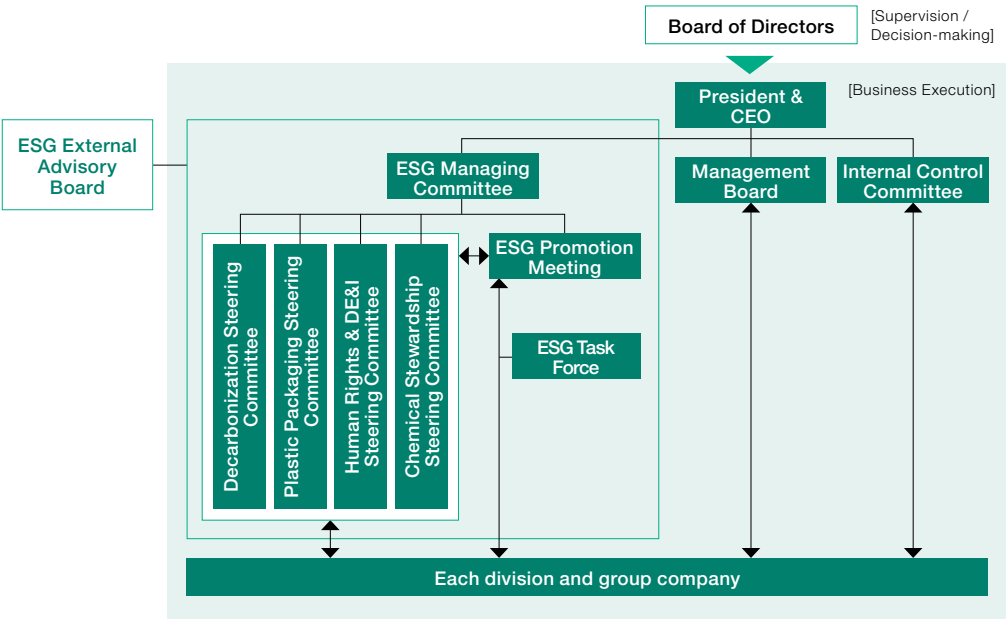 Board of Directors
[Supervision /
Decision-making]
[Business Execution]
President &
CEO
ESG External
Advisory
Board
ESG Managing
Committee
Management
Board
Internal Control
Committee
ESG Promotion
Meeting
Decarbonization Steering
Committee
Plastic Packaging Steering
Committee
Human Rights & DE&I
Steering Committee
Chemical Stewardship
Steering Committee
ESG Task
Force
Each division and group company